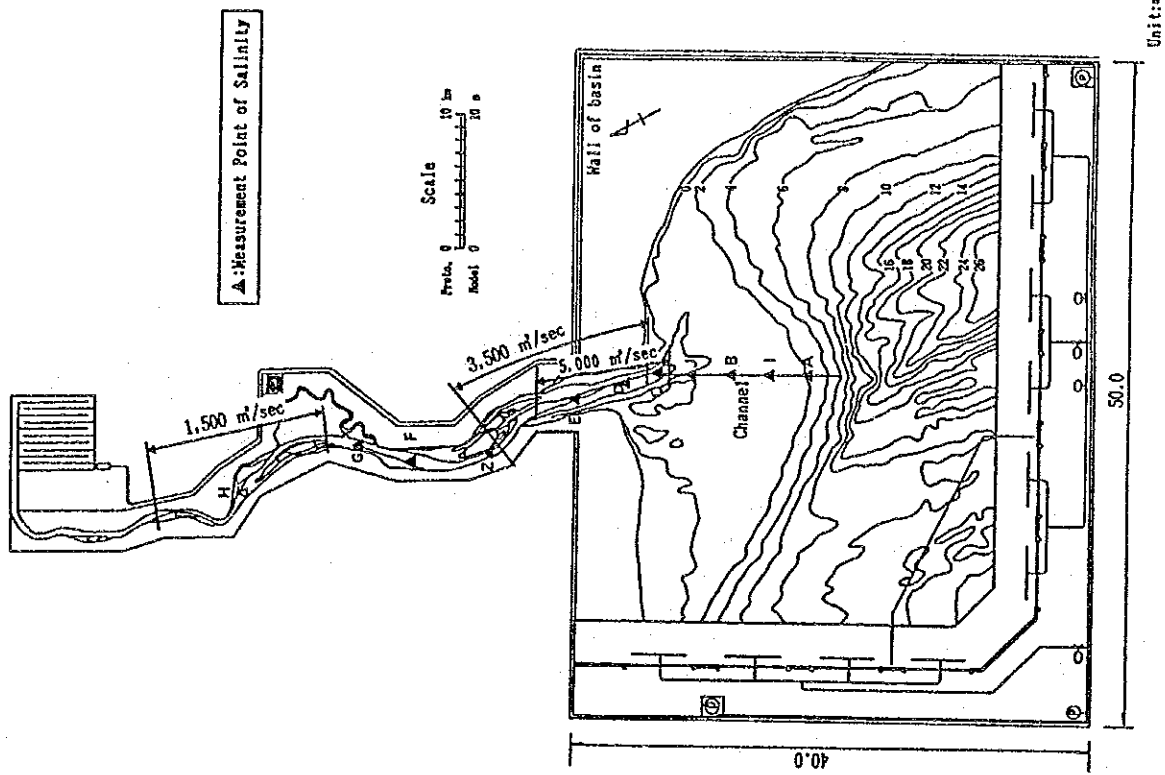 ▲:Measurement Point of Salinity
Scale
Proto. 0 10 km
Model 0 10 m
Wall of basin
1,500 m³/sec
3,500 m³/sec
5,000 m³/sec
H
G
F
Z
E
J
B
Channel
I
A
0
2
4
6
8
10
12
14
16
18
20
22
24
26
40.0
50.0